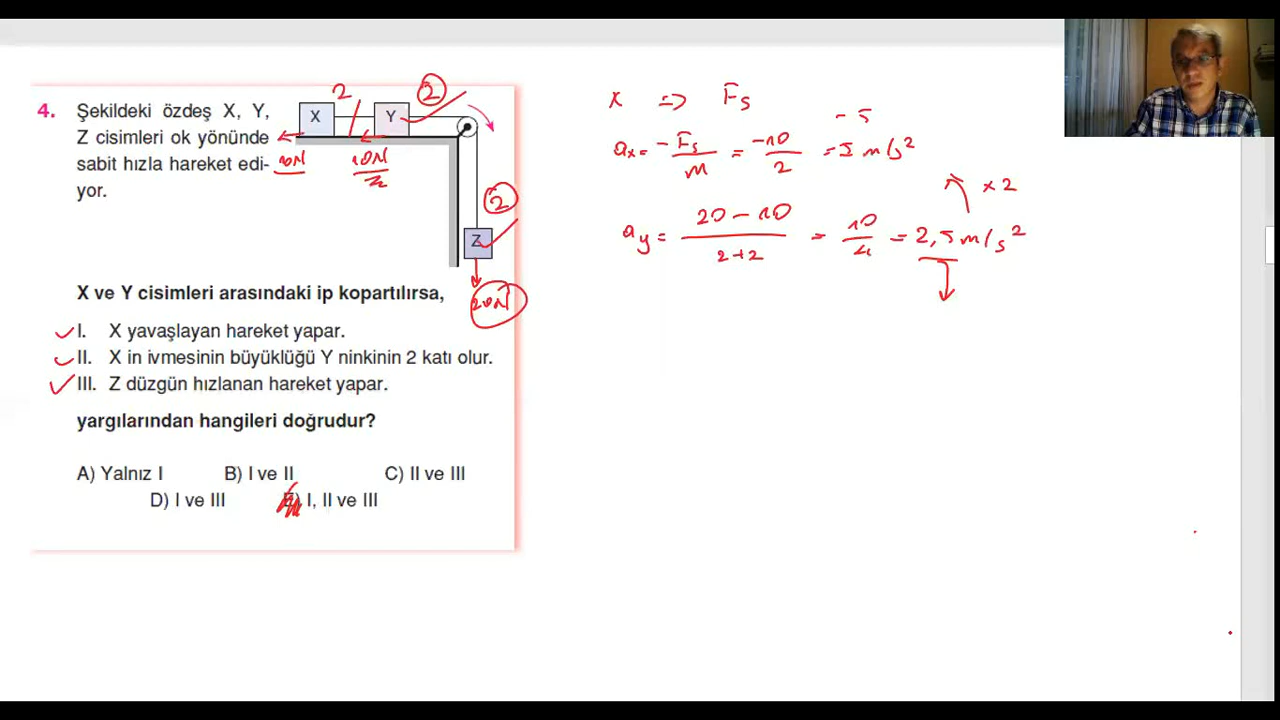 4. Şekildeki özdeş X, Y,
Z cisimleri ok yönünde
sabit hızla hareket edi-
yor.
2
2
X
Y
10N
10N
2
2
Z
20N
X ve Y cisimleri arasındaki ip kopartılırsa,
I. X yavaşlayan hareket yapar.
II. X in ivmesinin büyüklüğü Y ninkinin 2 katı olur.
III. Z düzgün hızlanan hareket yapar.
yargılarından hangileri doğrudur?
A) Yalnız I B) I ve II C) II ve III
D) I ve III E) I, II ve III
x ⇒ Fs
- 5
ax = -Fs/m = -10/2 = 5 m/s²
x 2
ay = 20 - 10/2+2 = 10/4 = 2,5 m/s²